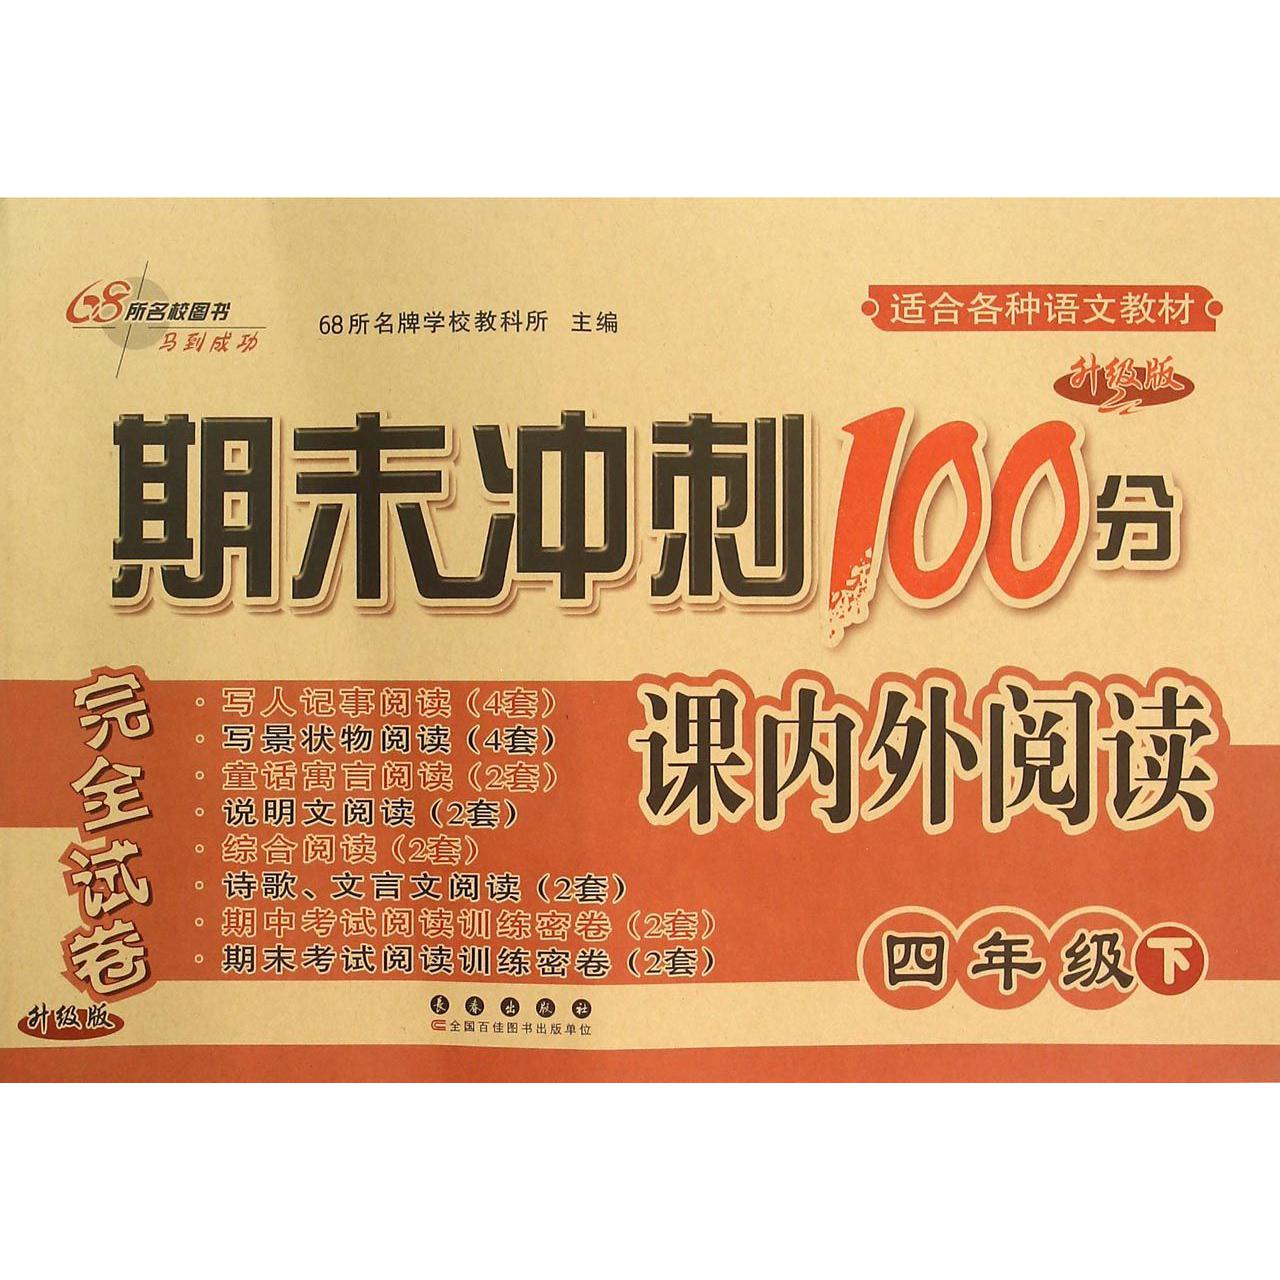 68所名校图书
马到成功
68所名牌学校教科所 主编
适合各种语文教材
升级版
期末冲刺100分
完全试卷
升级版
·写人记事阅读（4套）
·写景状物阅读（4套）
·童话寓言阅读（2套）
·说明文阅读（2套）
·综合阅读（2套）
·诗歌、文言文阅读（2套）
·期中考试阅读训练密卷（2套）
·期末考试阅读训练密卷（2套）
课内外阅读
四年级下
长春出版社
全国百佳图书出版单位